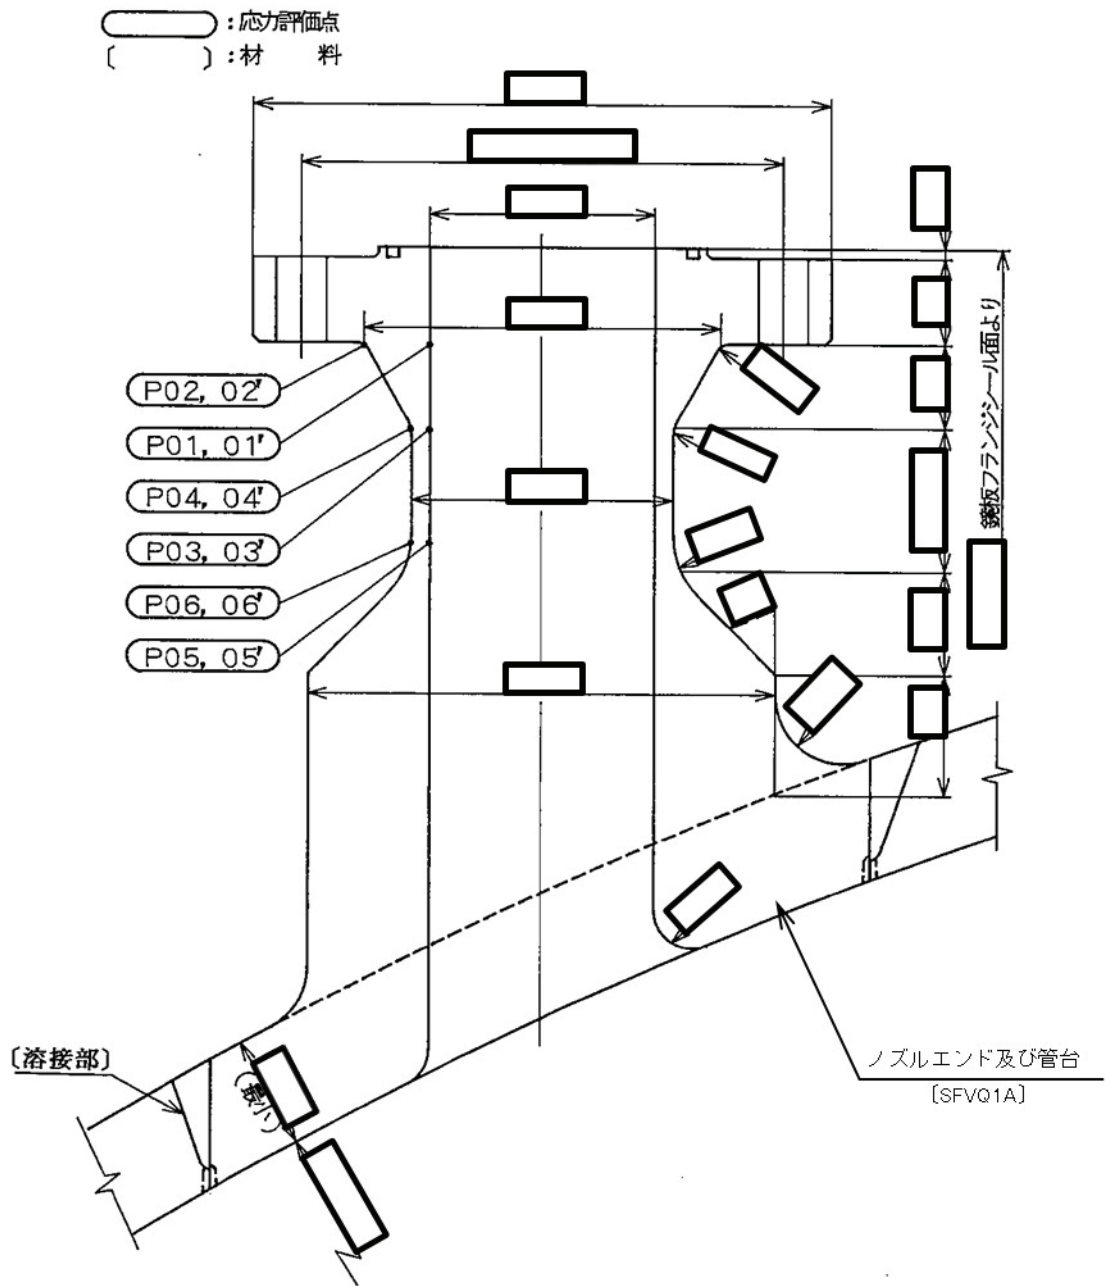 ：応力評価点
〔　　〕：材　料
鏡板フランジシール面より
P02, 02'
P01, 01'
P04, 04'
P03, 03'
P06, 06'
P05, 05'
〔溶接部〕
(最小)
ノズルエンド及び管台
［SFVQ1A］